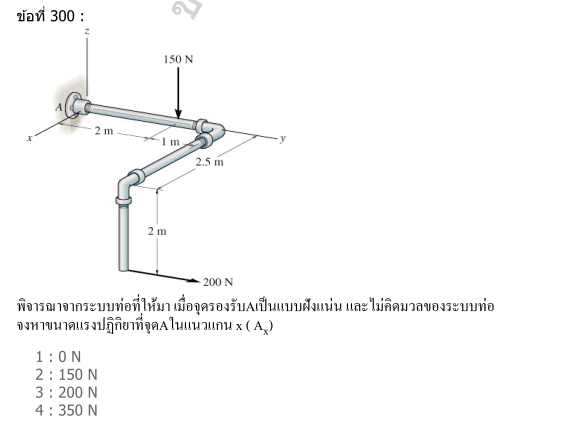 ข้อที่ 300 :
z
150 N
A
x
2 m
1 m
y
2.5 m
2 m
200 N
พิจารณาจากระบบท่อที่ให้มา เมื่อจุดรองรับAเป็นแบบฝังแน่น และไม่คิดมวลของระบบท่อ
จงหาขนาดแรงปฏิกิยาที่จุดAในแนวแกน x ( Aₓ)
1 : 0 N
2 : 150 N
3 : 200 N
4 : 350 N